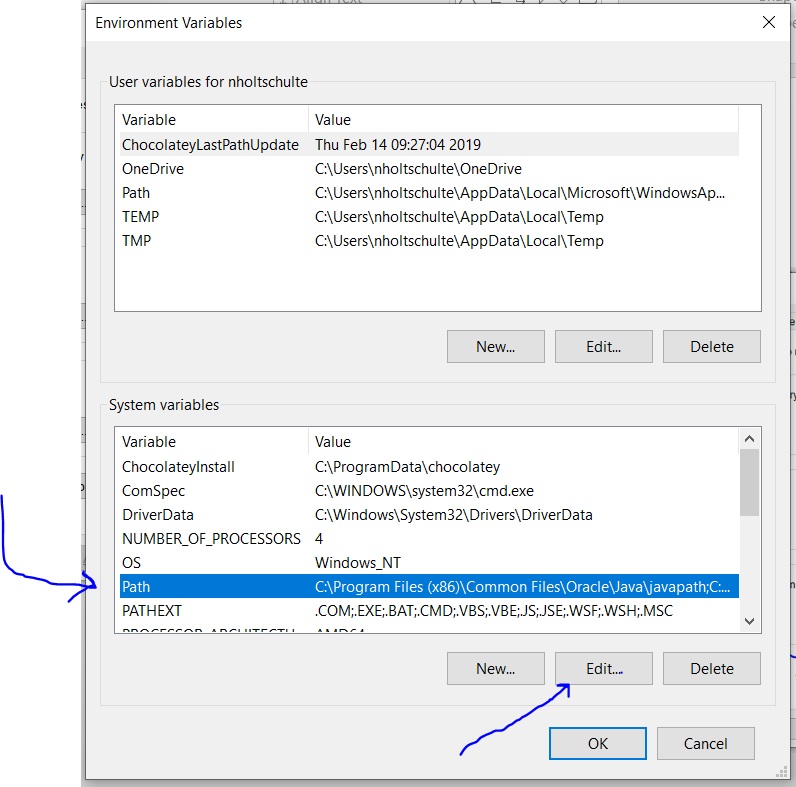 Align Text
Environment Variables
User variables for nholtschulte
Variable Value
ChocolateyLastPathUpdate Thu Feb 14 09:27:04 2019
OneDrive C:\Users\nholtschulte\OneDrive
Path C:\Users\nholtschulte\AppData\Local\Microsoft\WindowsAp...
TEMP C:\Users\nholtschulte\AppData\Local\Temp
TMP C:\Users\nholtschulte\AppData\Local\Temp
New... Edit... Delete
System variables
Variable Value
ChocolateyInstall C:\ProgramData\chocolatey
ComSpec C:\WINDOWS\system32\cmd.exe
DriverData C:\Windows\System32\Drivers\DriverData
NUMBER_OF_PROCESSORS 4
OS Windows_NT
Path C:\Program Files (x86)\Common Files\Oracle\Java\javapath;C:...
PATHEXT .COM;.EXE;.BAT;.CMD;.VBS;.VBE;.JS;.JSE;.WSF;.WSH;.MSC
PROCESSOR_ARCHITECTU... AMD64
New... Edit... Delete
OK Cancel